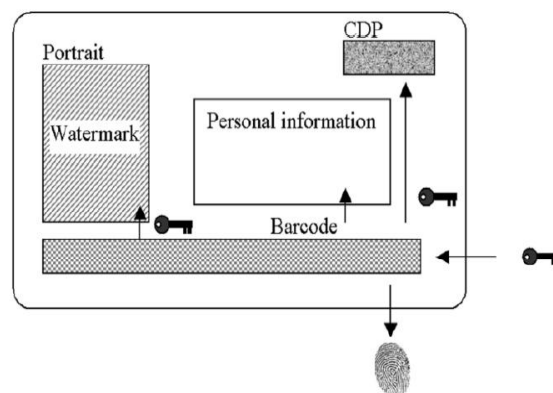 CDP
Portrait
Watermark
Personal information
Barcode